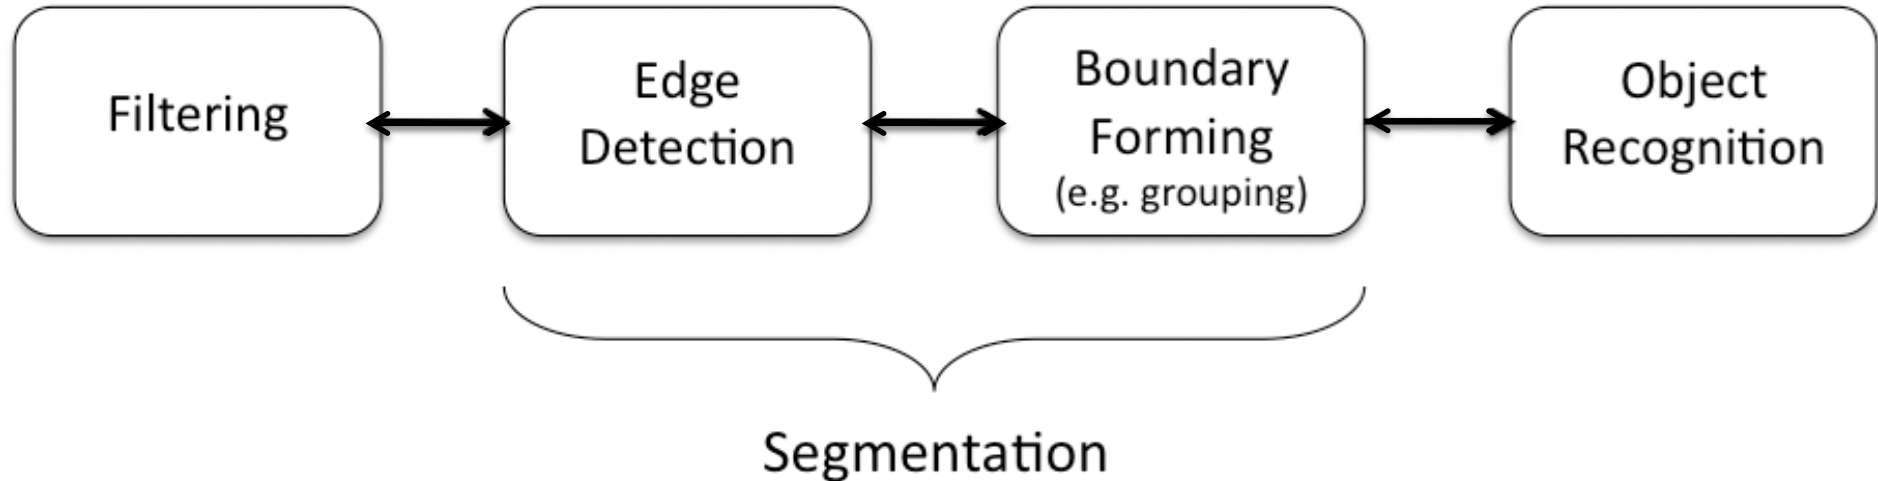 Filtering
Edge
Detection
Boundary
Forming
(e.g. grouping)
Object
Recognition
Segmentation